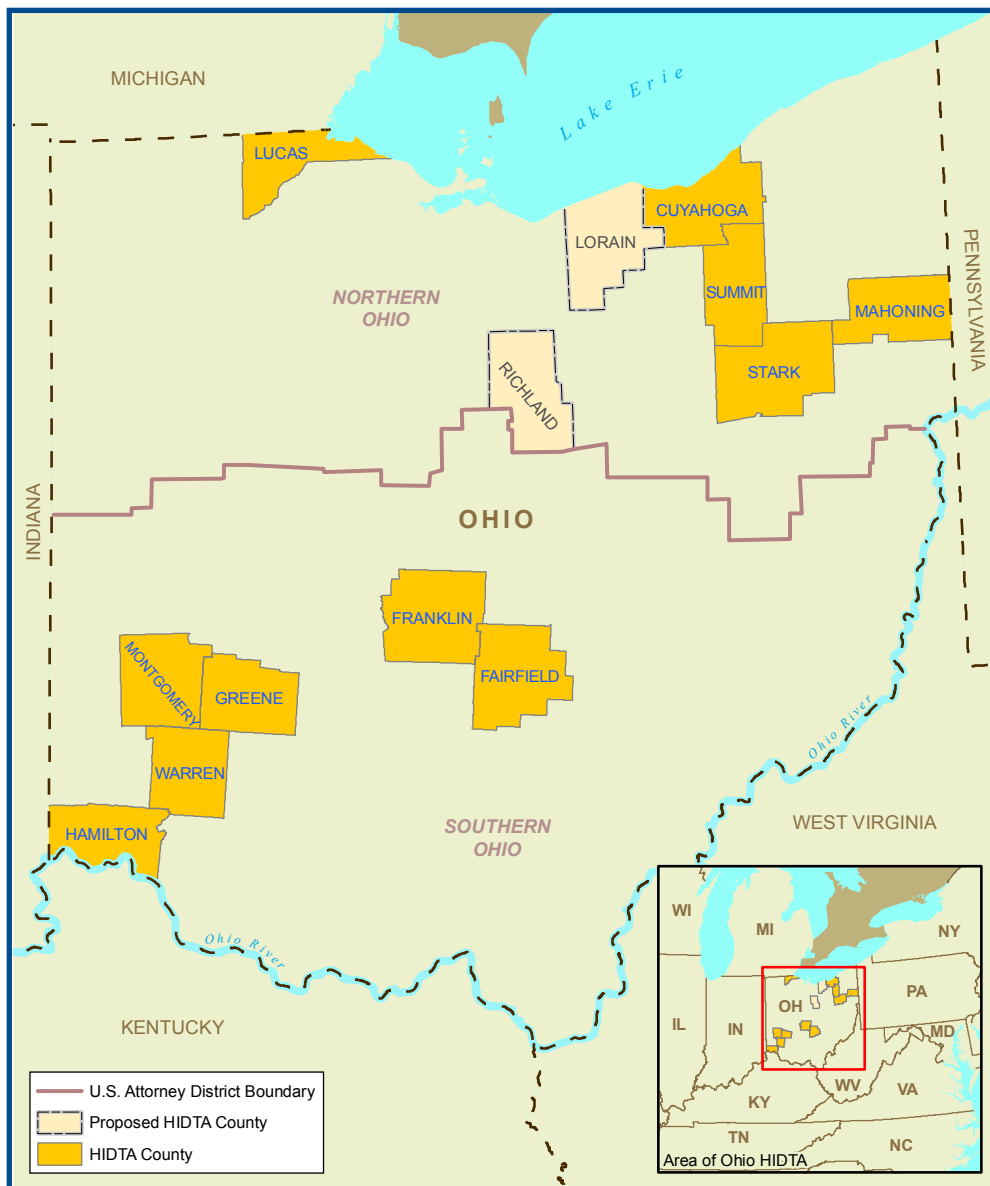 MICHIGAN
Lake Erie
LUCAS
CUYAHOGA
LORAIN
PENNSYLVANIA
SUMMIT
NORTHERN
OHIO
MAHONING
STARK
RICHLAND
INDIANA
OHIO
FRANKLIN
MONTGOMERY
FAIRFIELD
GREENE
Ohio River
WARREN
HAMILTON
SOUTHERN
OHIO
WEST VIRGINIA
Ohio River
KENTUCKY
U.S. Attorney District Boundary
Proposed HIDTA County
HIDTA County
WI
MI
NY
OH
PA
IL
IN
MD
WV
VA
KY
TN
NC
Area of Ohio HIDTA